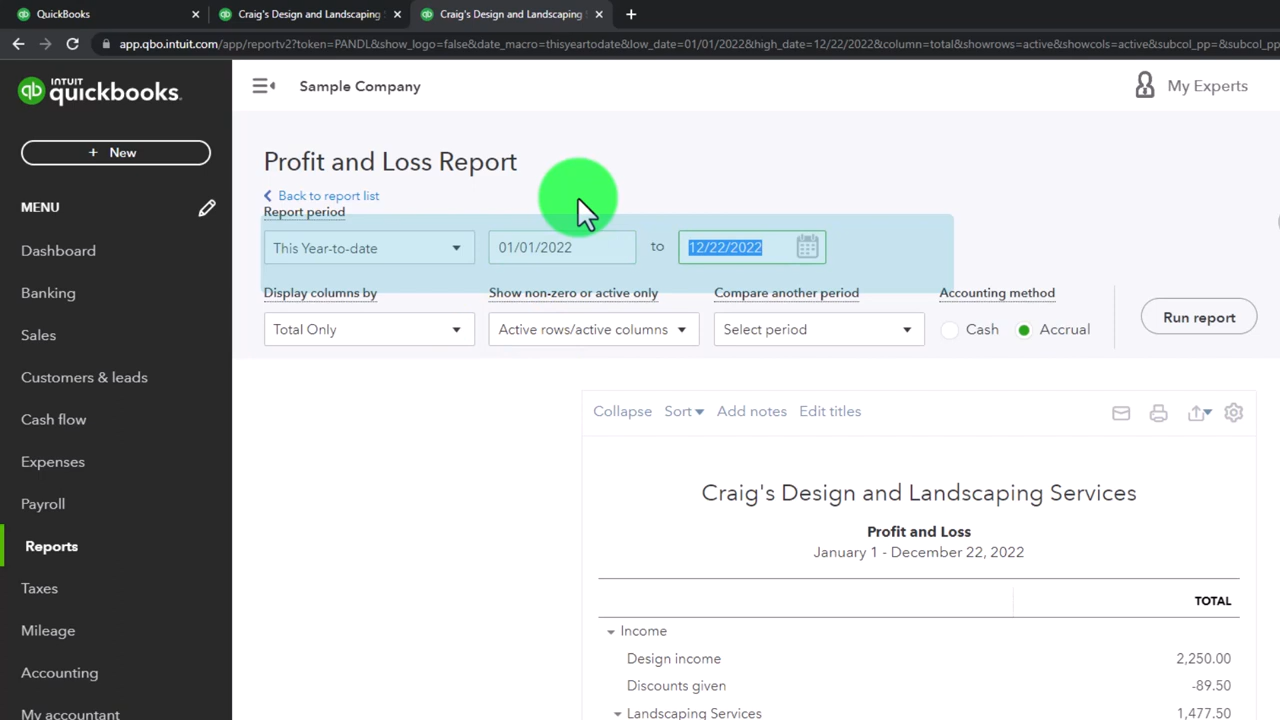 QuickBooks
Craig's Design and Landscaping
Craig's Design and Landscaping
app.qbo.intuit.com/app/reportv2?token=PANDL&show_logo=false&date_macro=thisyeartodate&low_date=01/01/2022&high_date=12/22/2022&column=total&showrows=active&showcols=active&subcol_pp=&subcol_pp
INTUIT
quickbooks.
qb
Sample Company
My Experts
+ New
MENU
Dashboard
Banking
Sales
Customers & leads
Cash flow
Expenses
Payroll
Reports
Taxes
Mileage
Accounting
My accountant
Profit and Loss Report
Back to report list
Report period
This Year-to-date
01/01/2022
to
12/22/2022
Display columns by
Show non-zero or active only
Compare another period
Accounting method
Total Only
Active rows/active columns
Select period
Cash
Accrual
Run report
Collapse
Sort
Add notes
Edit titles
Craig's Design and Landscaping Services
Profit and Loss
January 1 - December 22, 2022
TOTAL
Income
Design income 2,250.00
Discounts given -89.50
Landscaping Services 1,477.50